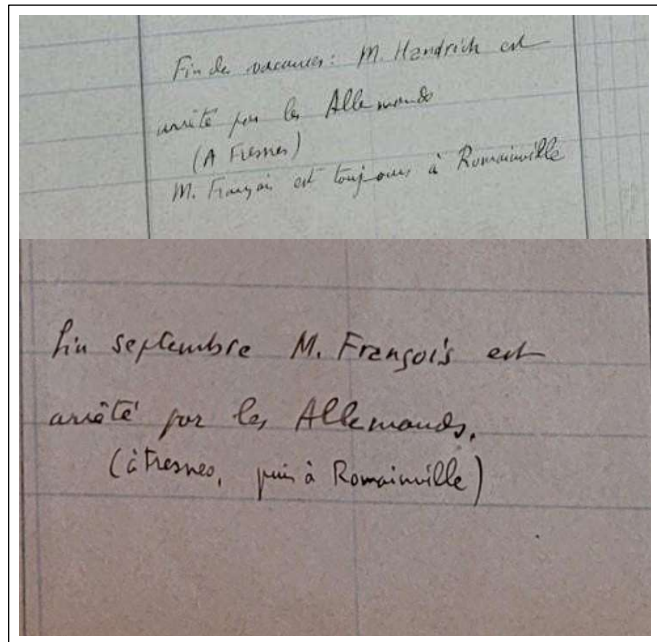 Fin des vacances: M. Handrich est
arrêté par les Allemands
(A Fresnes)
M. François est toujours à Romainville
Fin septembre M. François est
arrêté par les Allemands.
(à Fresnes, puis à Romainville)